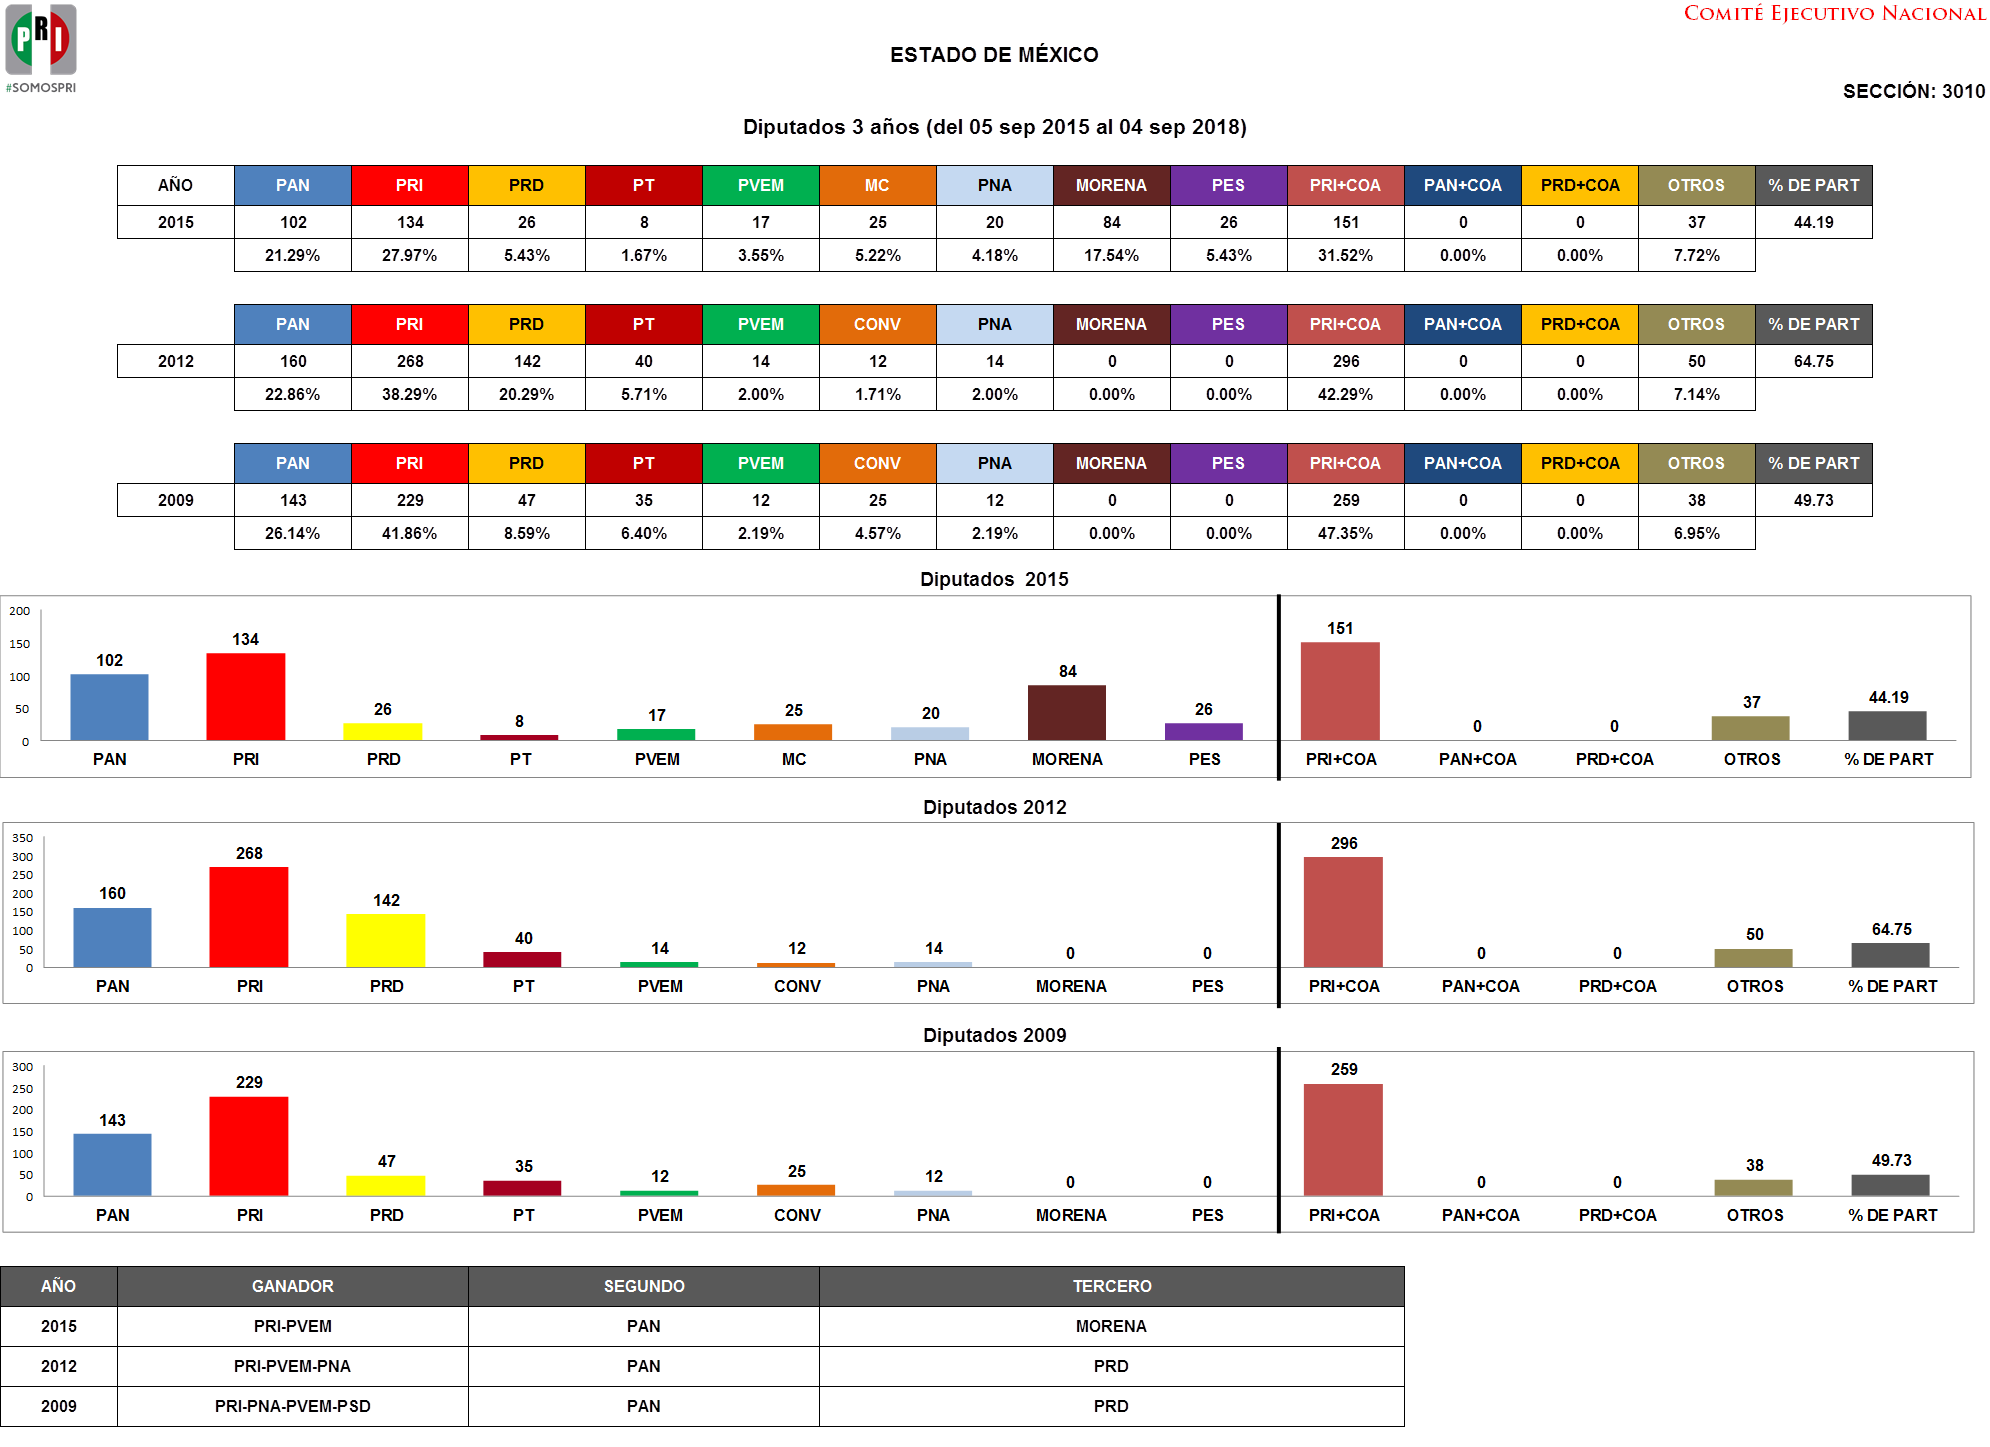 PRI
#SOMOSPRI
COMITÉ EJECUTIVO NACIONAL
ESTADO DE MÉXICO
SECCIÓN: 3010
Diputados 3 años (del 05 sep 2015 al 04 sep 2018)
AÑO PAN PRI PRD PT PVEM MC PNA MORENA PES PRI+COA PAN+COA PRD+COA OTROS % DE PART
2015 102 134 26 8 17 25 20 84 26 151 0 0 37 44.19
21.29% 27.97% 5.43% 1.67% 3.55% 5.22% 4.18% 17.54% 5.43% 31.52% 0.00% 0.00% 7.72%
PAN PRI PRD PT PVEM CONV PNA MORENA PES PRI+COA PAN+COA PRD+COA OTROS % DE PART
2012 160 268 142 40 14 12 14 0 0 296 0 0 50 64.75
22.86% 38.29% 20.29% 5.71% 2.00% 1.71% 2.00% 0.00% 0.00% 42.29% 0.00% 0.00% 7.14%
PAN PRI PRD PT PVEM CONV PNA MORENA PES PRI+COA PAN+COA PRD+COA OTROS % DE PART
2009 143 229 47 35 12 25 12 0 0 259 0 0 38 49.73
26.14% 41.86% 8.59% 6.40% 2.19% 4.57% 2.19% 0.00% 0.00% 47.35% 0.00% 0.00% 6.95%
Diputados 2015
200
150
100
50
0
102 134 26 8 17 25 20 84 26 151 0 0 37 44.19
PAN PRI PRD PT PVEM MC PNA MORENA PES PRI+COA PAN+COA PRD+COA OTROS % DE PART
Diputados 2012
350
300
250
200
150
100
50
0
160 268 142 40 14 12 14 0 0 296 0 0 50 64.75
PAN PRI PRD PT PVEM CONV PNA MORENA PES PRI+COA PAN+COA PRD+COA OTROS % DE PART
Diputados 2009
300
250
200
150
100
50
0
143 229 47 35 12 25 12 0 0 259 0 0 38 49.73
PAN PRI PRD PT PVEM CONV PNA MORENA PES PRI+COA PAN+COA PRD+COA OTROS % DE PART
AÑO GANADOR SEGUNDO TERCERO
2015 PRI-PVEM PAN MORENA
2012 PRI-PVEM-PNA PAN PRD
2009 PRI-PNA-PVEM-PSD PAN PRD